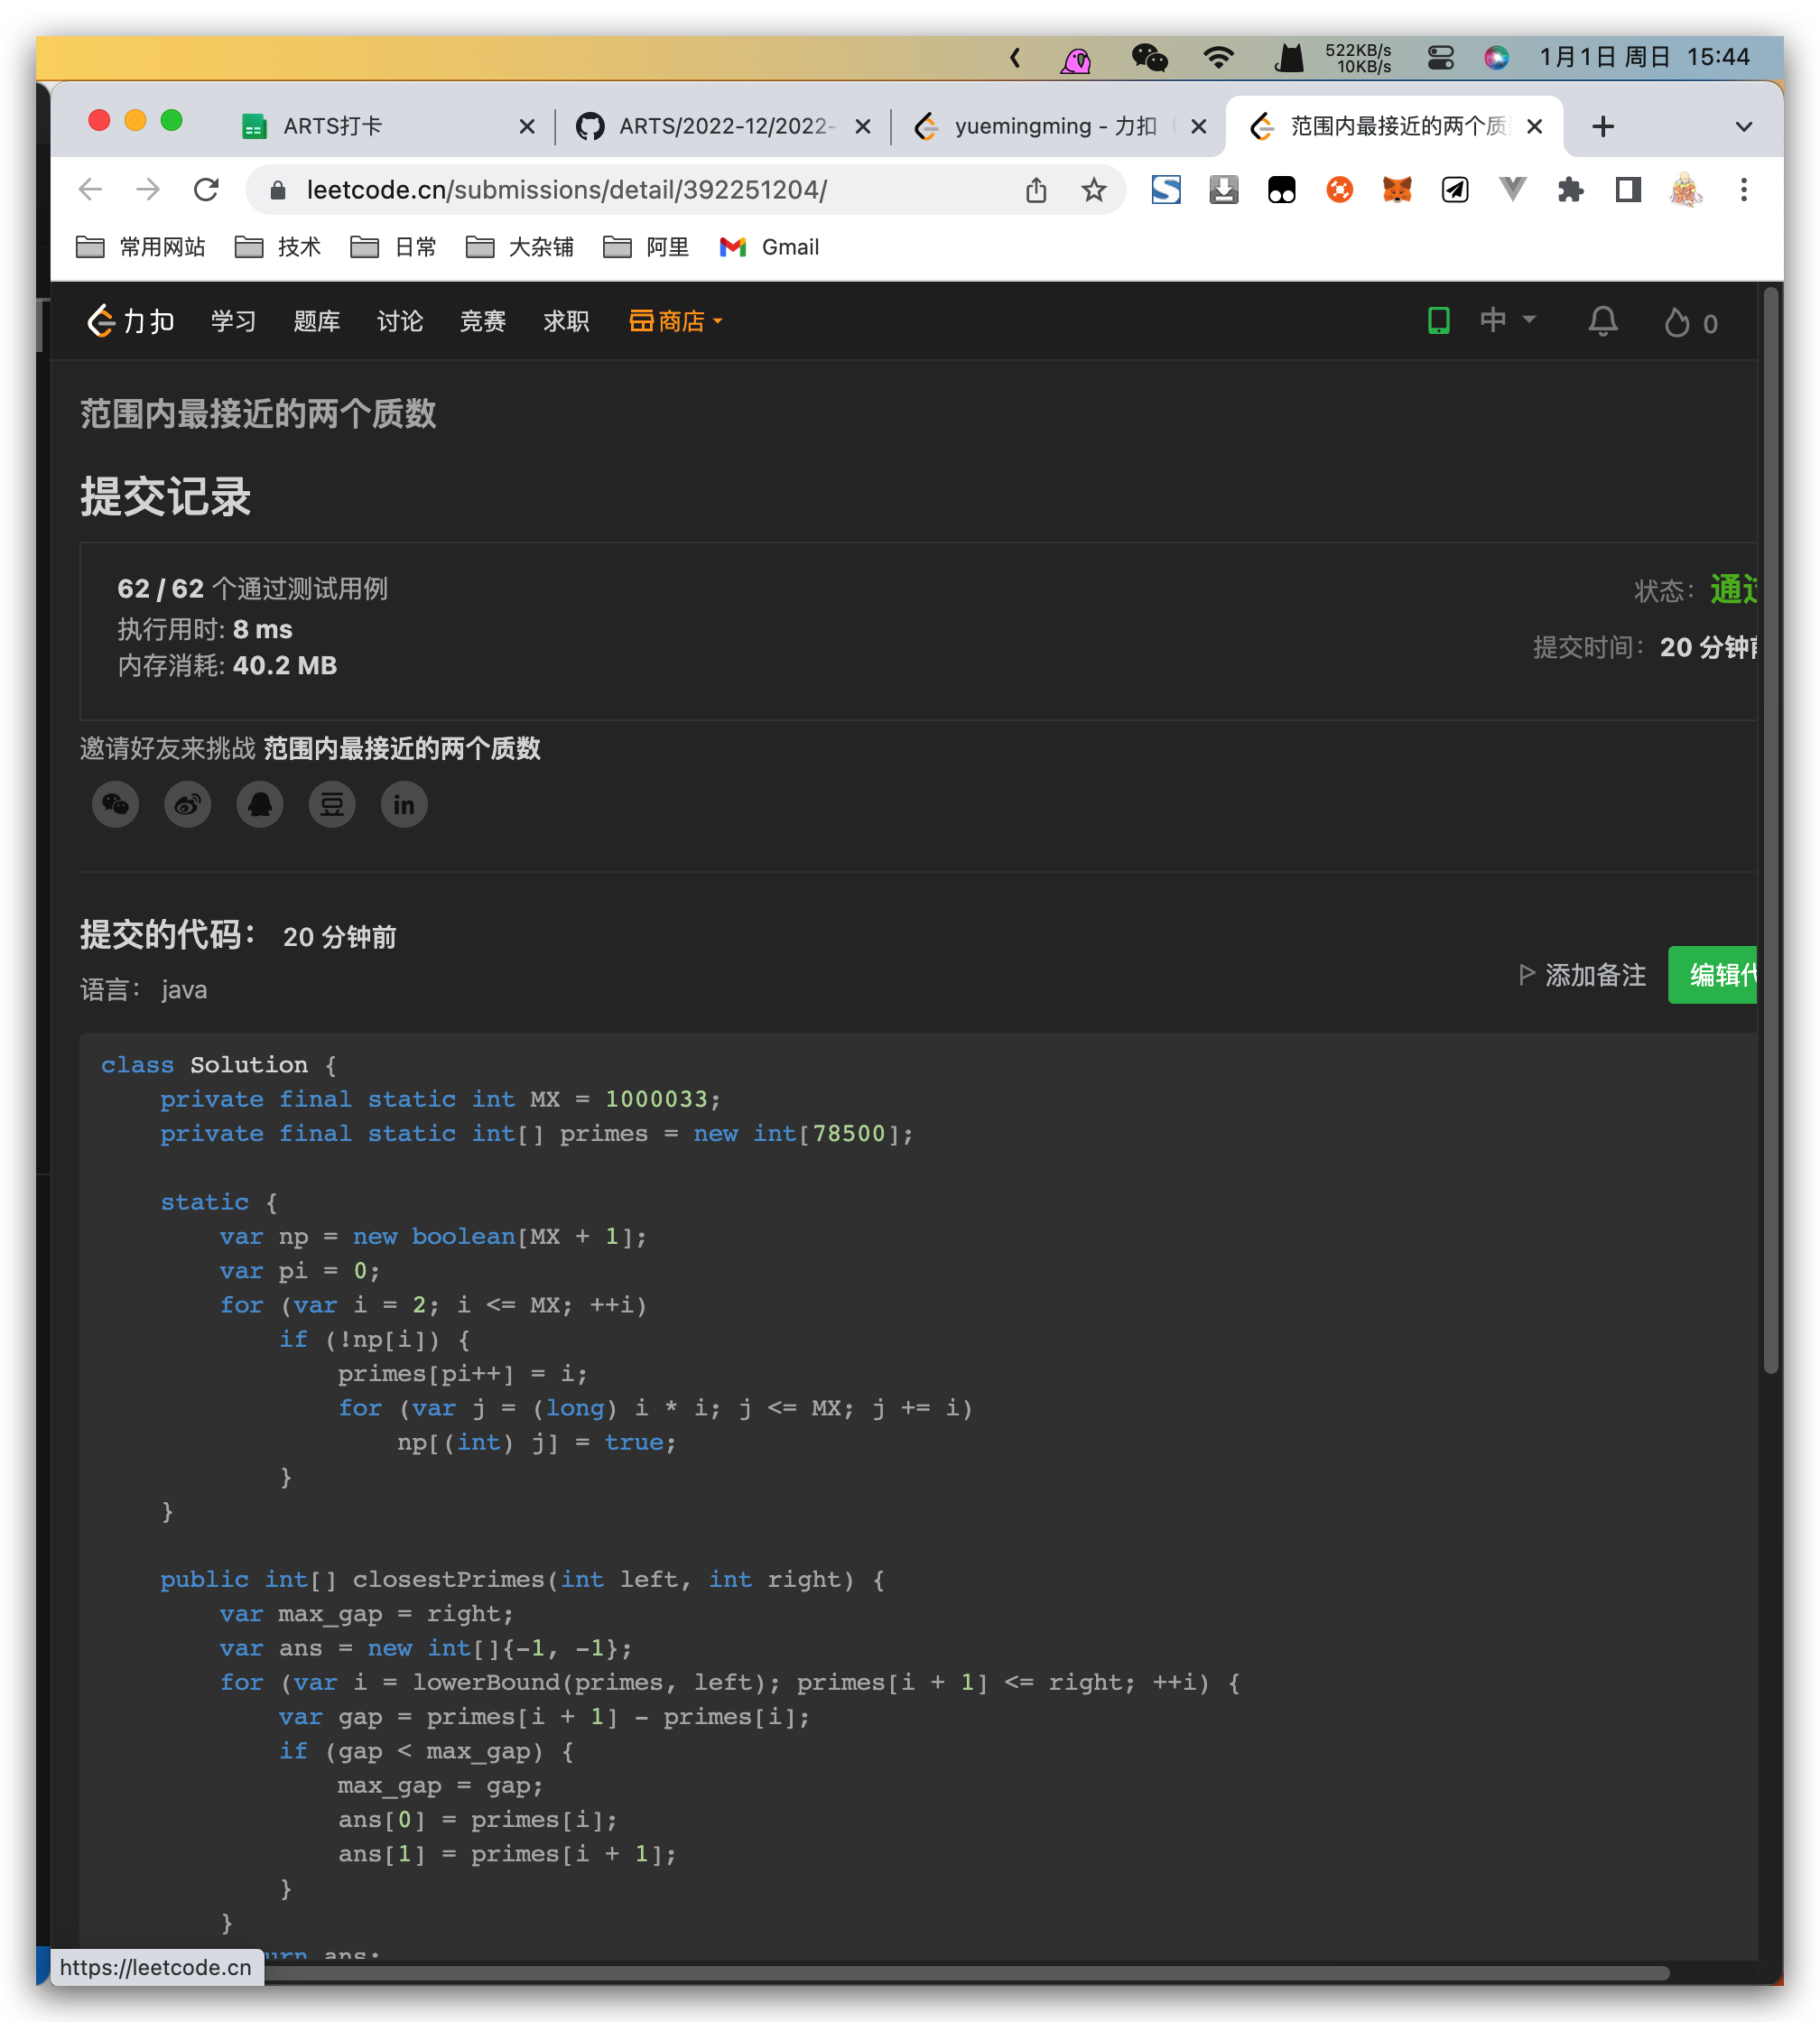 522KB/s
10KB/s
1月1日 周日 15:44
ARTS打卡
ARTS/2022-12/2022-
yuemingming - 力扣
范围内最接近的两个质
leetcode.cn/submissions/detail/392251204/
常用网站 技术 日常 大杂铺 阿里 Gmail
力扣 学习 题库 讨论 竞赛 求职 商店 中 0
范围内最接近的两个质数
提交记录
62 / 62 个通过测试用例
状态： 通过
执行用时: 8 ms
提交时间： 20 分钟前
内存消耗: 40.2 MB
邀请好友来挑战 范围内最接近的两个质数
豆 in
提交的代码： 20 分钟前
添加备注 编辑代
语言： java
class Solution {
    private final static int MX = 1000033;
    private final static int[] primes = new int[78500];
    static {
        var np = new boolean[MX + 1];
        var pi = 0;
        for (var i = 2; i <= MX; ++i)
            if (!np[i]) {
                primes[pi++] = i;
                for (var j = (long) i * i; j <= MX; j += i)
                    np[(int) j] = true;
            }
    }
    public int[] closestPrimes(int left, int right) {
        var max_gap = right;
        var ans = new int[]{-1, -1};
        for (var i = lowerBound(primes, left); primes[i + 1] <= right; ++i) {
            var gap = primes[i + 1] - primes[i];
            if (gap < max_gap) {
                max_gap = gap;
                ans[0] = primes[i];
                ans[1] = primes[i + 1];
            }
        }
urn ans;
https://leetcode.cn